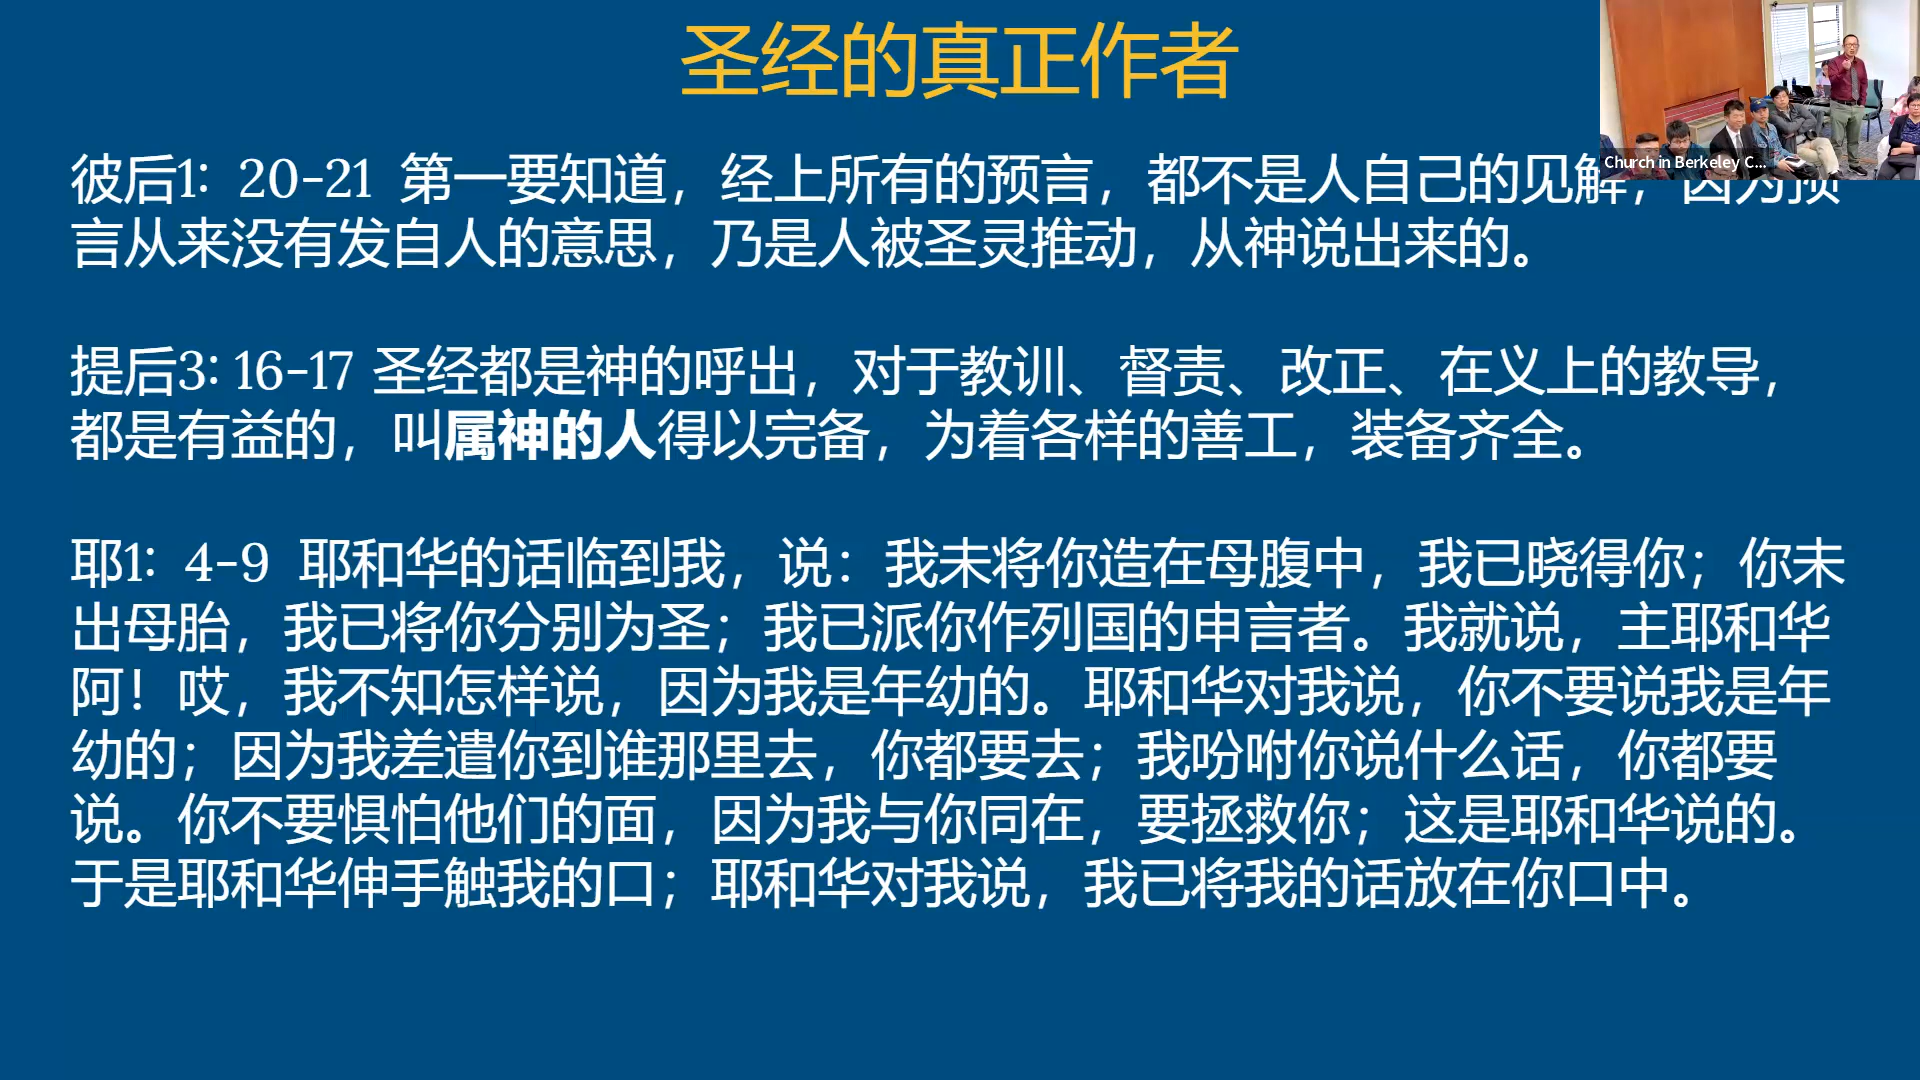 圣经的真正作者
Church in Berkeley C...
彼后1: 20-21 第一要知道，经上所有的预言，都不是人自己的见解，因为预
言从来没有发自人的意思，乃是人被圣灵推动，从神说出来的。
提后3: 16-17 圣经都是神的呼出，对于教训、督责、改正、在义上的教导，
都是有益的，叫属神的人得以完备，为着各样的善工，装备齐全。
耶1: 4-9 耶和华的话临到我，说：我未将你造在母腹中，我已晓得你；你未
出母胎，我已将你分别为圣；我已派你作列国的申言者。我就说，主耶和华
阿！哎，我不知怎样说，因为我是年幼的。耶和华对我说，你不要说我是年
幼的；因为我差遣你到谁那里去，你都要去；我吩咐你说什么话，你都要
说。你不要惧怕他们的面，因为我与你同在，要拯救你；这是耶和华说的。
于是耶和华伸手触我的口；耶和华对我说，我已将我的话放在你口中。